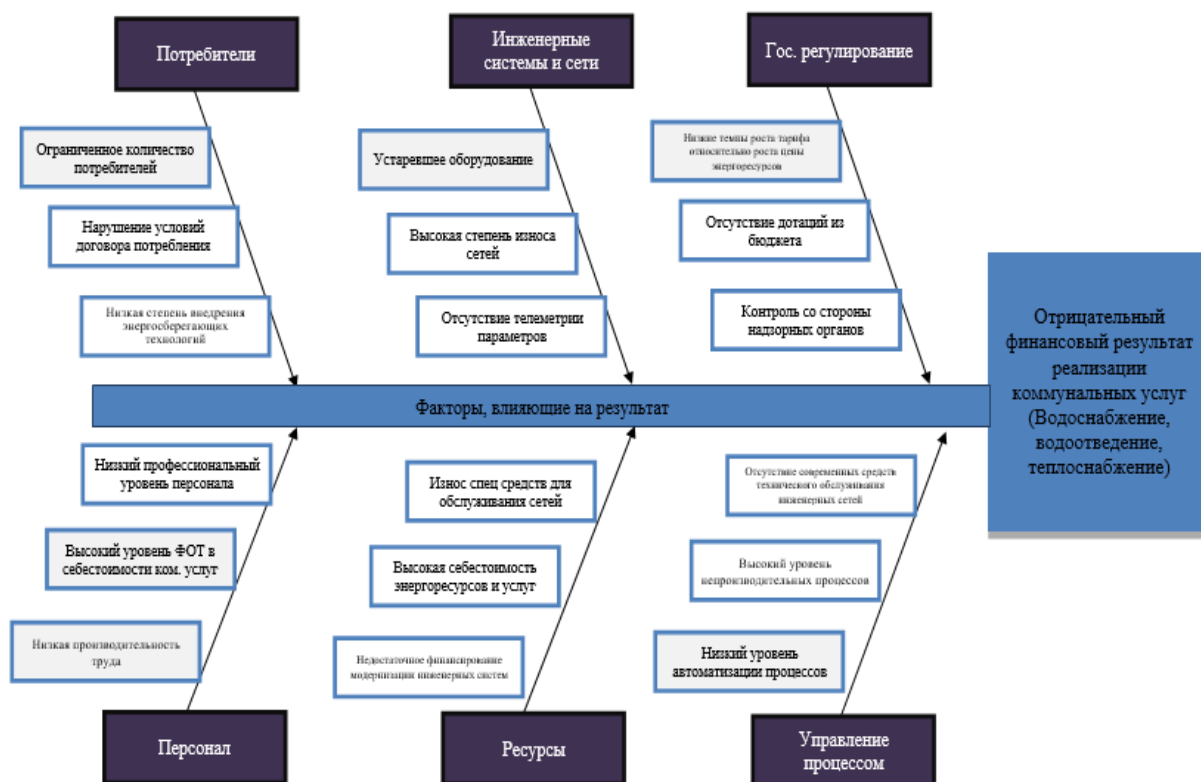 Потребители
Инженерные
системы и сети
Гос. регулирование
Ограниченное количество
потребителей
Устаревшее оборудование
Низкие темпы роста тарифа
относительно роста цены
энергоресурсов
Нарушение условий
договора потребления
Высокая степень износа
сетей
Отсутствие дотаций из
бюджета
Низкая степень внедрения
энергосберегающих
технологий
Отсутствие телеметрии
параметров
Контроль со стороны
надзорных органов
Отрицательный
финансовый результат
реализации
коммунальных услуг
(Водоснабжение,
водоотведение,
теплоснабжение)
Факторы, влияющие на результат
Низкий профессиональный
уровень персонала
Износ спец средств для
обслуживания сетей
Отсутствие современных средств
технического обслуживания
инженерных сетей
Высокий уровень ФОТ в
себестоимости ком. услуг
Высокая себестоимость
энергоресурсов и услуг
Высокий уровень
непроизводительных процессов
Низкая производительность
труда
Недостаточное финансирование
модернизации инженерных систем
Низкий уровень
автоматизации процессов
Персонал
Ресурсы
Управление
процессом